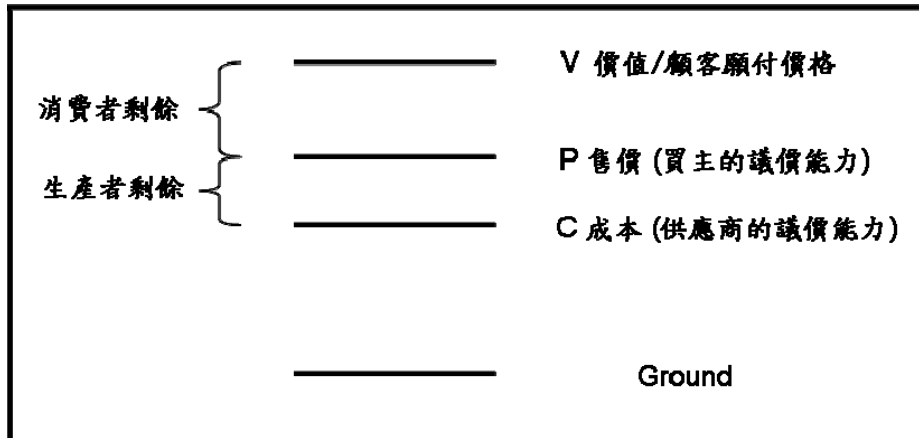 V 價值/顧客願付價格
消費者剩餘
P 售價 (買主的議價能力)
生產者剩餘
C 成本 (供應商的議價能力)
Ground